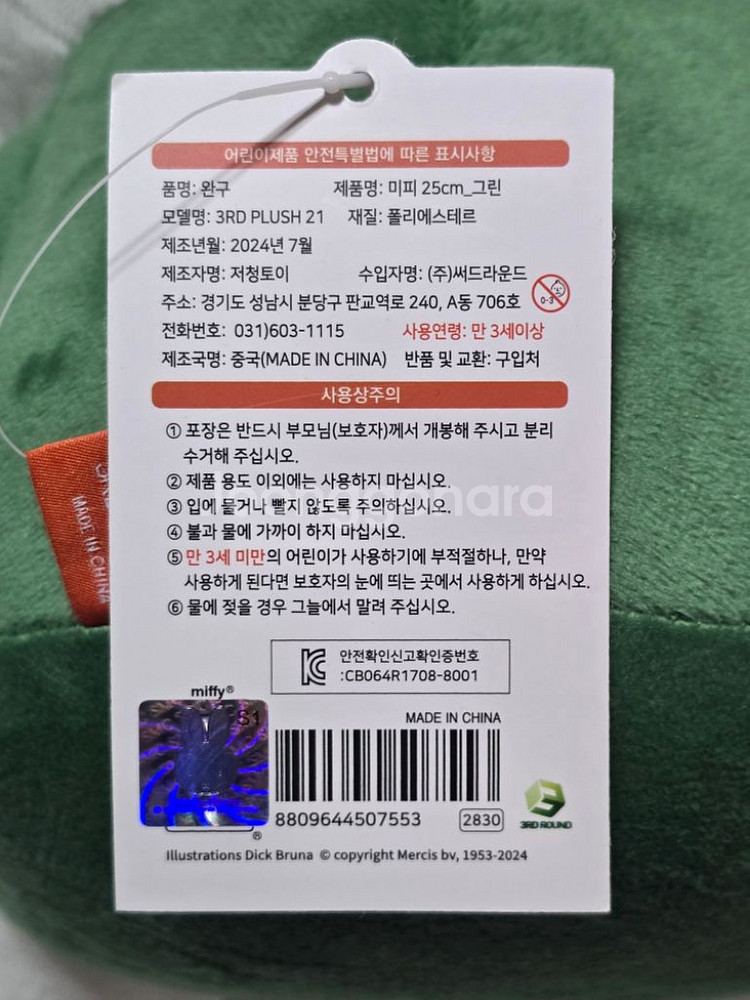 어린이제품 안전특별법에 따른 표시사항
품명: 완구 제품명: 미피 25cm_그린
모델명: 3RD PLUSH 21 재질: 폴리에스테르
제조년월: 2024년 7월
제조자명: 저청토이 수입자명: (주)써드라운드
0-3
주소: 경기도 성남시 분당구 판교역로 240, A동 706호
전화번호: 031)603-1115 사용연령: 만 3세이상
제조국명: 중국(MADE IN CHINA) 반품 및 교환: 구입처
사용상주의
① 포장은 반드시 부모님(보호자)께서 개봉해 주시고 분리
수거해 주십시오.
② 제품 용도 이외에는 사용하지 마십시오.
③ 입에 물거나 빨지 않도록 주의하십시오.
④ 불과 물에 가까이 하지 마십시오.
⑤ 만 3세 미만의 어린이가 사용하기에 부적절하나, 만약
사용하게 된다면 보호자의 눈에 띄는 곳에서 사용하게 하십시오.
⑥ 물에 젖을 경우 그늘에서 말려 주십시오.
MADE IN CHINA
안전확인신고확인증번호
:CB064R1708-8001
miffy®
S1
MADE IN CHINA
8809644507553 2830
3RD ROUND
®
Illustrations Dick Bruna © copyright Mercis bv, 1953-2024